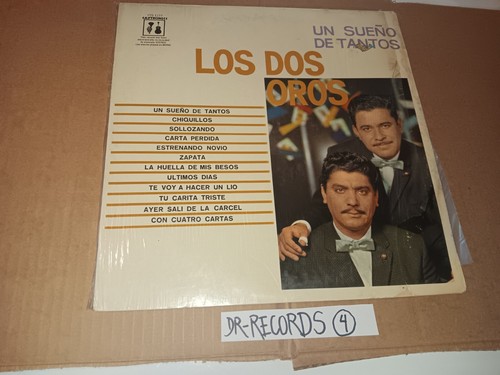 UN SUEÑO
DE TANTOS
LOS DOS
OROS
UN SUEÑO DE TANTOS
CHIQUILLOS
SOLLOZANDO
CARTA PERDIDA
ESTRENANDO NOVIO
ZAPATA
LA HUELLA DE MIS BESOS
ULTIMOS DIAS
TE VOY A HACER UN LIO
TU CARITA TRISTE
AYER SALI DE LA CARCEL
CON CUATRO CARTAS
DR-RECORDS 4